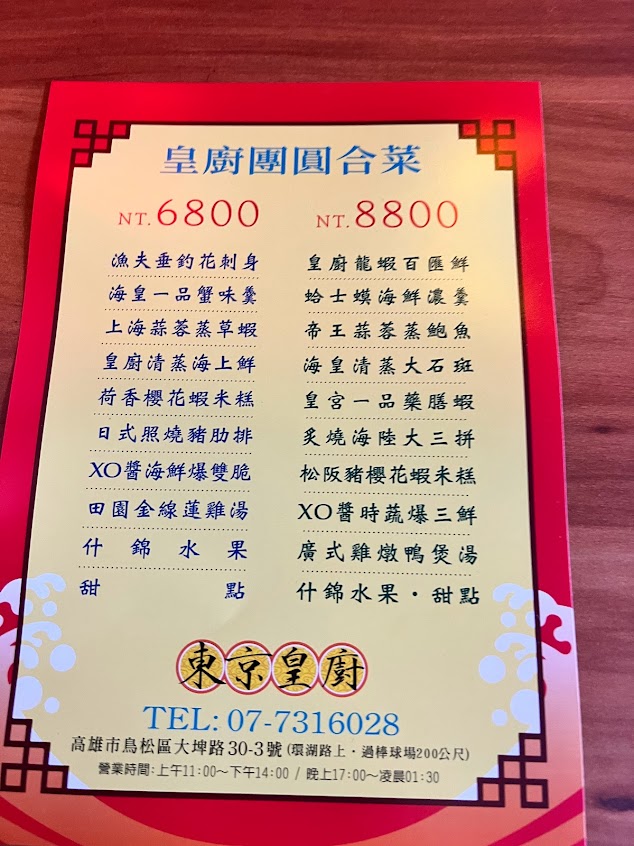 皇廚團圓合菜
NT.6800
漁夫垂釣花刺身
海皇一品蟹味羹
上海蒜蓉蒸草蝦
皇廚清蒸海上鮮
荷香櫻花蝦米糕
日式照燒豬肋排
XO醬海鮮爆雙脆
田園金線蓮雞湯
什錦水果
甜點
NT.8800
皇廚龍蝦百匯鮮
蛤士蟆海鮮濃羹
帝王蒜蓉蒸鮑魚
海皇清蒸大石斑
皇宮一品藥膳蝦
炙燒海陸大三拼
松阪豬櫻花蝦米糕
XO醬時蔬爆三鮮
廣式雞燉鴨煲湯
什錦水果・甜點
東京皇廚
TEL: 07-7316028
高雄市鳥松區大埤路30-3號 (環湖路上・過棒球場200公尺)
營業時間:上午11:00~下午14:00 / 晚上17:00~凌晨01:30